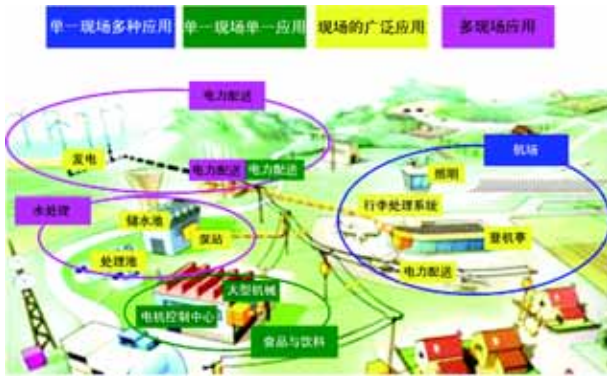 单一现场多种应用
单一现场单一应用
现场的广泛应用
多现场应用
电力配送
发电
电力配送
电力配送
机场
照明
水处理
行李处理系统
储水池
泵站
登机亭
处理池
电力配送
大型机械
电机控制中心
食品与饮料